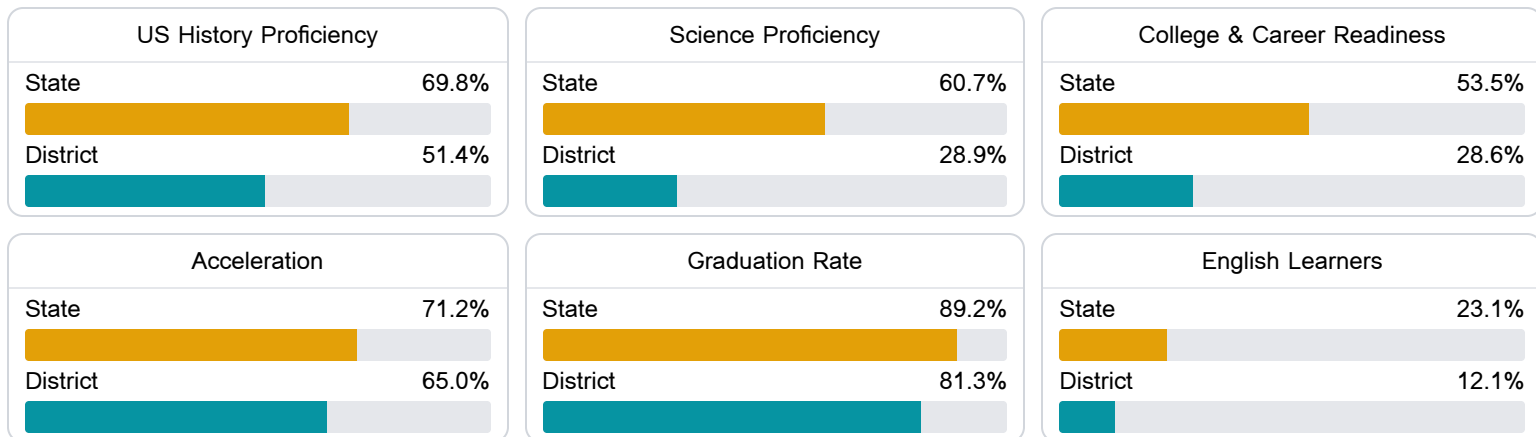 US History Proficiency
State 69.8%
District 51.4%
Science Proficiency
State 60.7%
District 28.9%
College & Career Readiness
State 53.5%
District 28.6%
Acceleration
State 71.2%
District 65.0%
Graduation Rate
State 89.2%
District 81.3%
English Learners
State 23.1%
District 12.1%